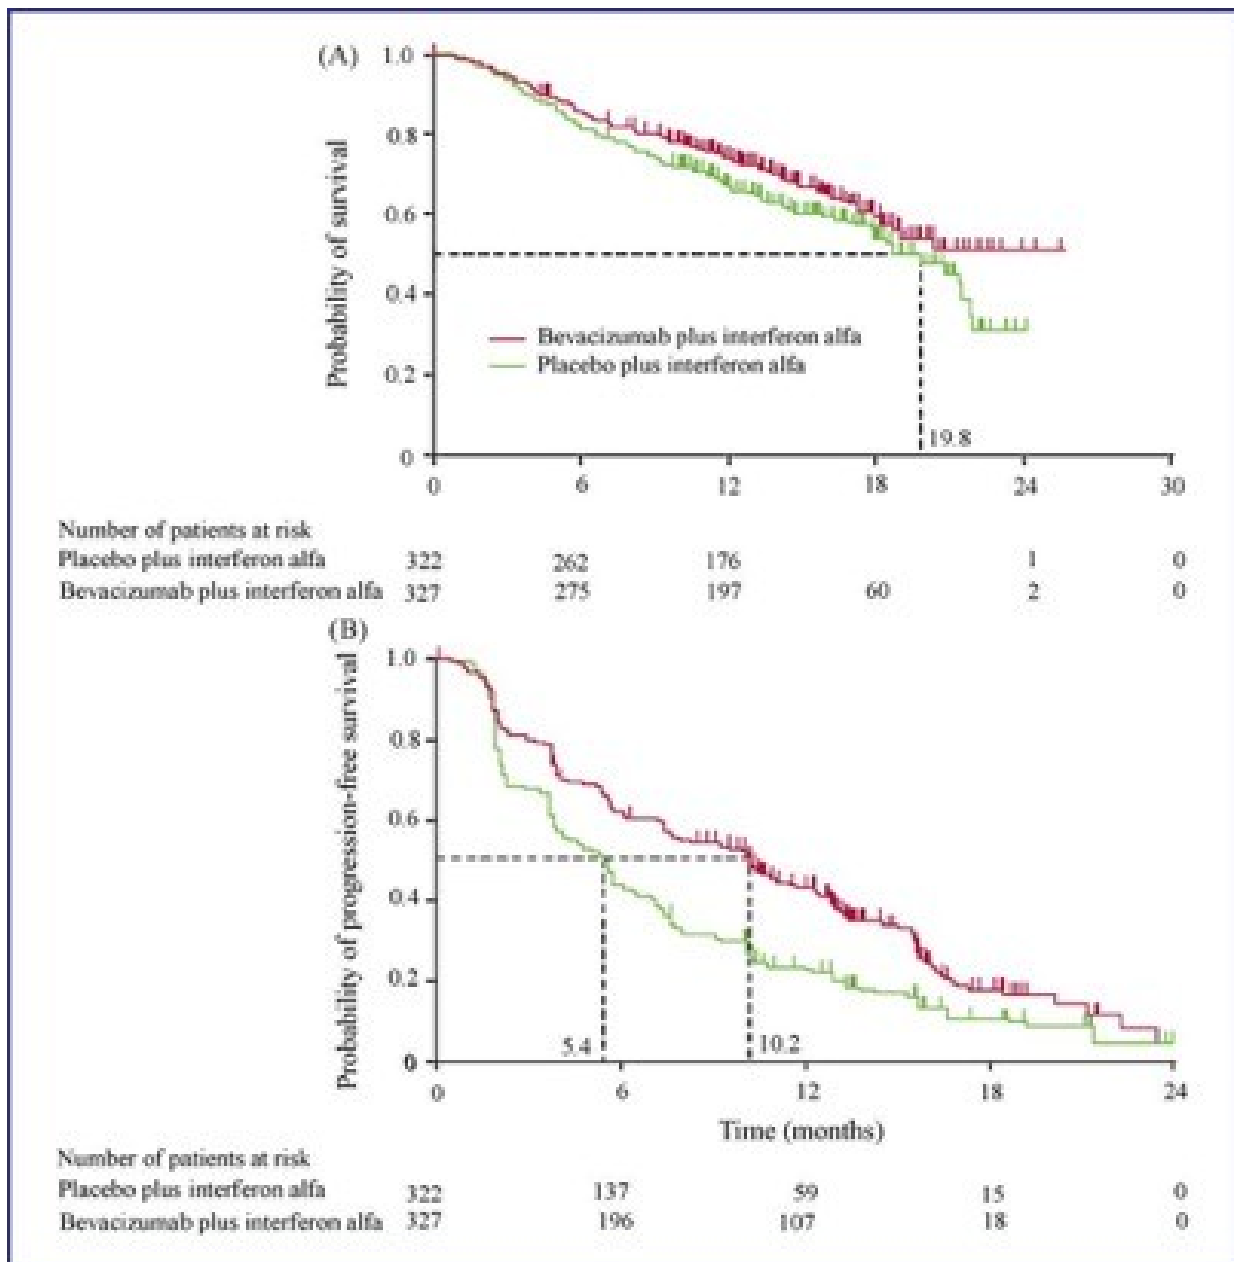 (A)
Probability of survival
1.0
0.8
0.6
0.4
0.2
0
Bevacizumab plus interferon alfa
Placebo plus interferon alfa
19.8
0 6 12 18 24 30
Number of patients at risk
Placebo plus interferon alfa 322 262 176 1 0
Bevacizumab plus interferon alfa 327 275 197 60 2 0
(B)
Probability of progression-free survival
1.0
0.8
0.6
0.4
0.2
0
5.4 10.2
0 6 12 18 24
Time (months)
Number of patients at risk
Placebo plus interferon alfa 322 137 59 15 0
Bevacizumab plus interferon alfa 327 196 107 18 0